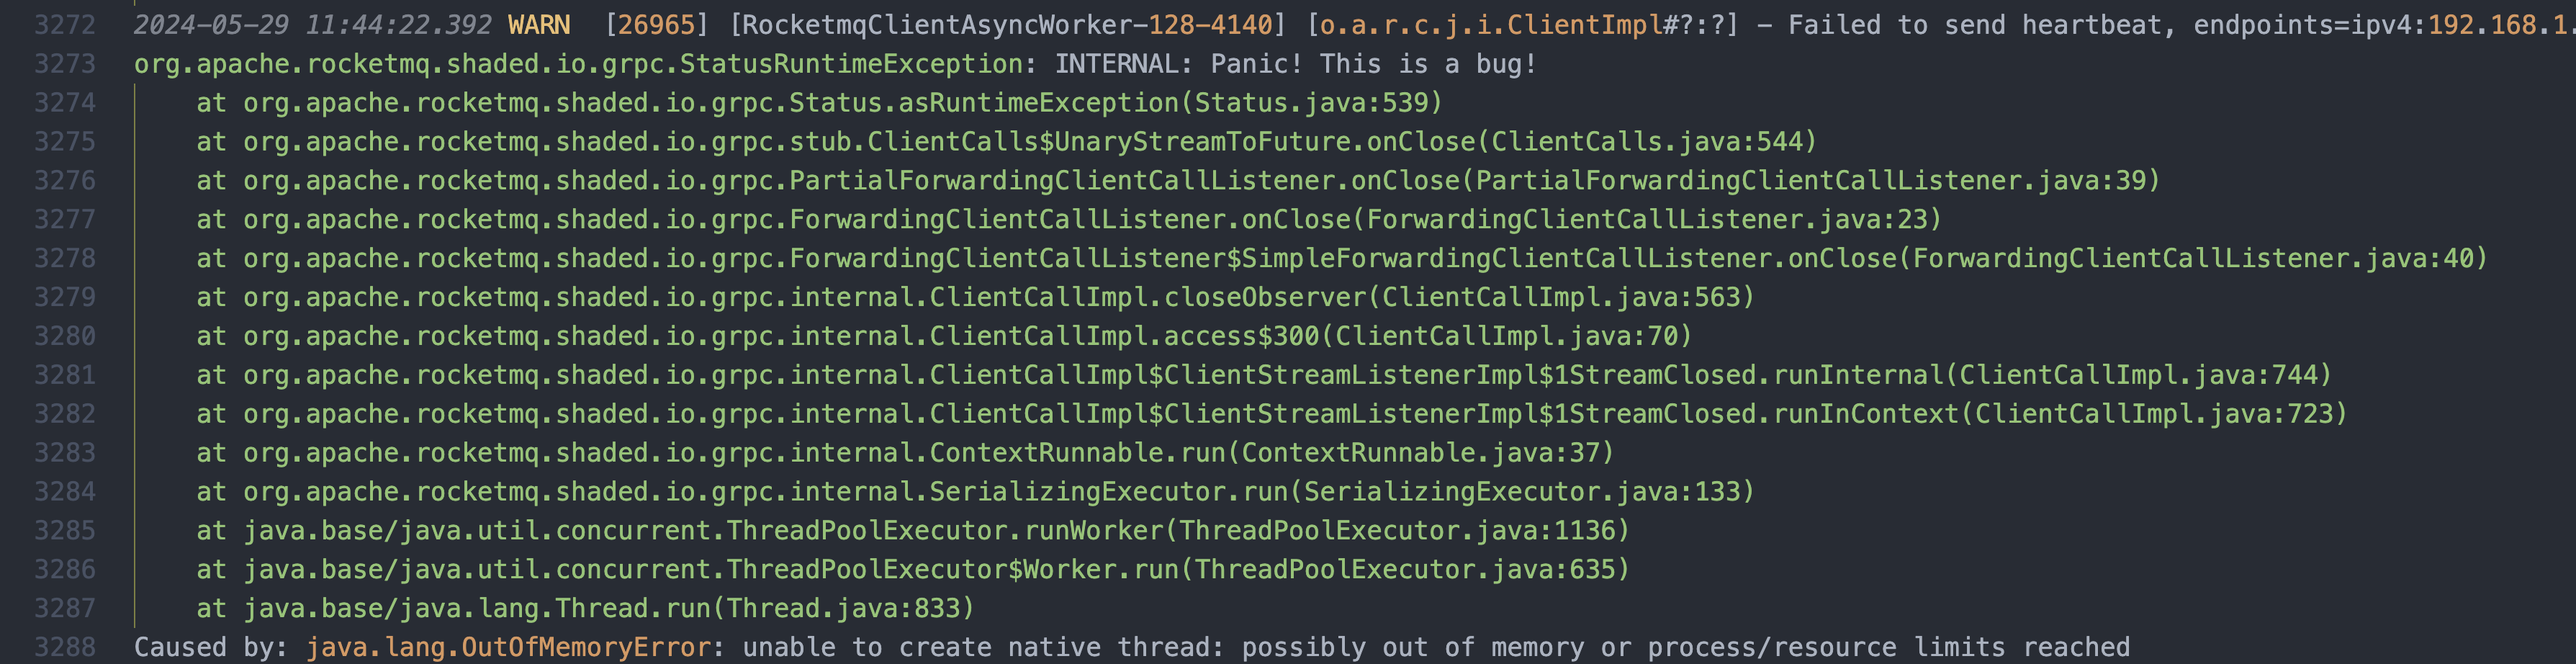 3272 2024-05-29 11:44:22.392 WARN  [26965] [RocketmqClientAsyncWorker-128-4140] [o.a.r.c.j.i.ClientImpl#?:?] - Failed to send heartbeat, endpoints=ipv4:192.168.1.
3273 org.apache.rocketmq.shaded.io.grpc.StatusRuntimeException: INTERNAL: Panic! This is a bug!
3274     at org.apache.rocketmq.shaded.io.grpc.Status.asRuntimeException(Status.java:539)
3275     at org.apache.rocketmq.shaded.io.grpc.stub.ClientCalls$UnaryStreamToFuture.onClose(ClientCalls.java:544)
3276     at org.apache.rocketmq.shaded.io.grpc.PartialForwardingClientCallListener.onClose(PartialForwardingClientCallListener.java:39)
3277     at org.apache.rocketmq.shaded.io.grpc.ForwardingClientCallListener.onClose(ForwardingClientCallListener.java:23)
3278     at org.apache.rocketmq.shaded.io.grpc.ForwardingClientCallListener$SimpleForwardingClientCallListener.onClose(ForwardingClientCallListener.java:40)
3279     at org.apache.rocketmq.shaded.io.grpc.internal.ClientCallImpl.closeObserver(ClientCallImpl.java:563)
3280     at org.apache.rocketmq.shaded.io.grpc.internal.ClientCallImpl.access$300(ClientCallImpl.java:70)
3281     at org.apache.rocketmq.shaded.io.grpc.internal.ClientCallImpl$ClientStreamListenerImpl$1StreamClosed.runInternal(ClientCallImpl.java:744)
3282     at org.apache.rocketmq.shaded.io.grpc.internal.ClientCallImpl$ClientStreamListenerImpl$1StreamClosed.runInContext(ClientCallImpl.java:723)
3283     at org.apache.rocketmq.shaded.io.grpc.internal.ContextRunnable.run(ContextRunnable.java:37)
3284     at org.apache.rocketmq.shaded.io.grpc.internal.SerializingExecutor.run(SerializingExecutor.java:133)
3285     at java.base/java.util.concurrent.ThreadPoolExecutor.runWorker(ThreadPoolExecutor.java:1136)
3286     at java.base/java.util.concurrent.ThreadPoolExecutor$Worker.run(ThreadPoolExecutor.java:635)
3287     at java.base/java.lang.Thread.run(Thread.java:833)
3288 Caused by: java.lang.OutOfMemoryError: unable to create native thread: possibly out of memory or process/resource limits reached